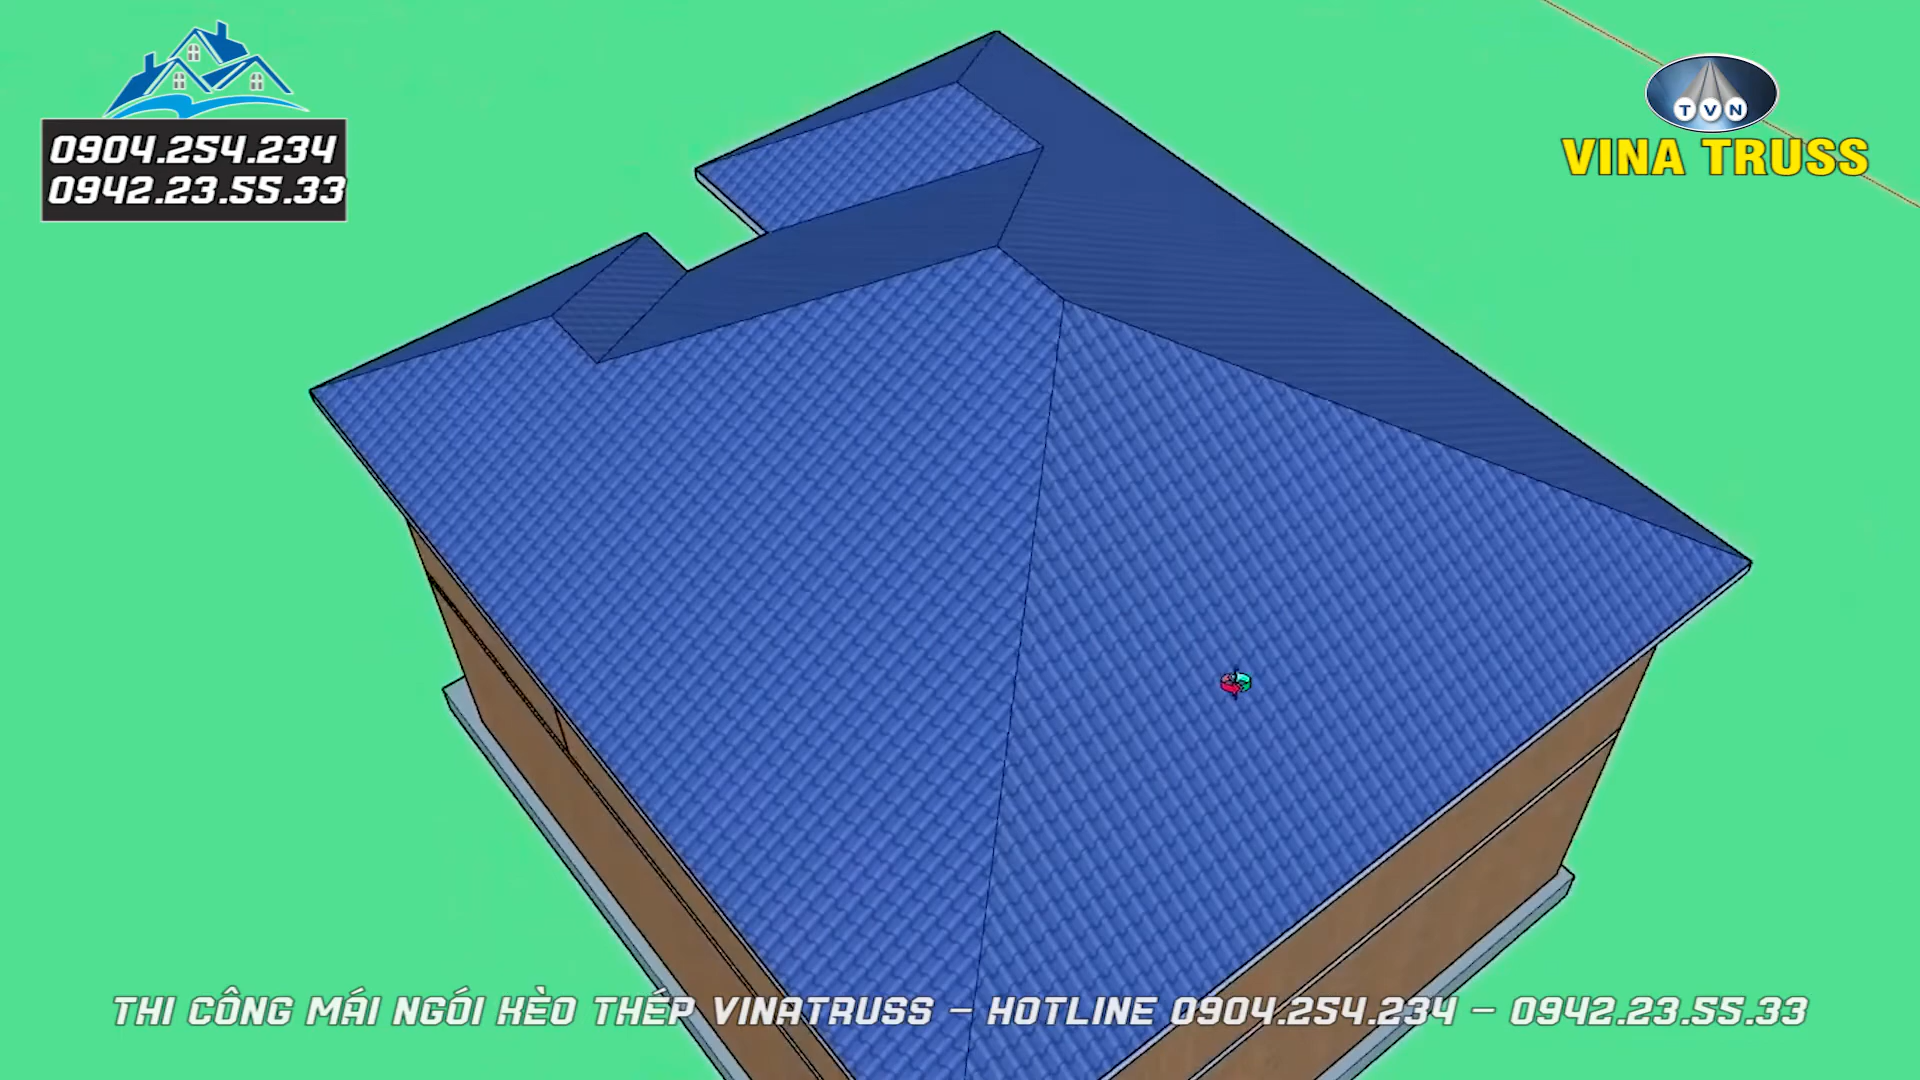 0904.254.234
0942.23.55.33
TVN
VINA TRUSS
THI CÔNG MÁI NGÓI KÈO THÉP VINATRUSS – HOTLINE 0904.254.234 – 0942.23.55.33